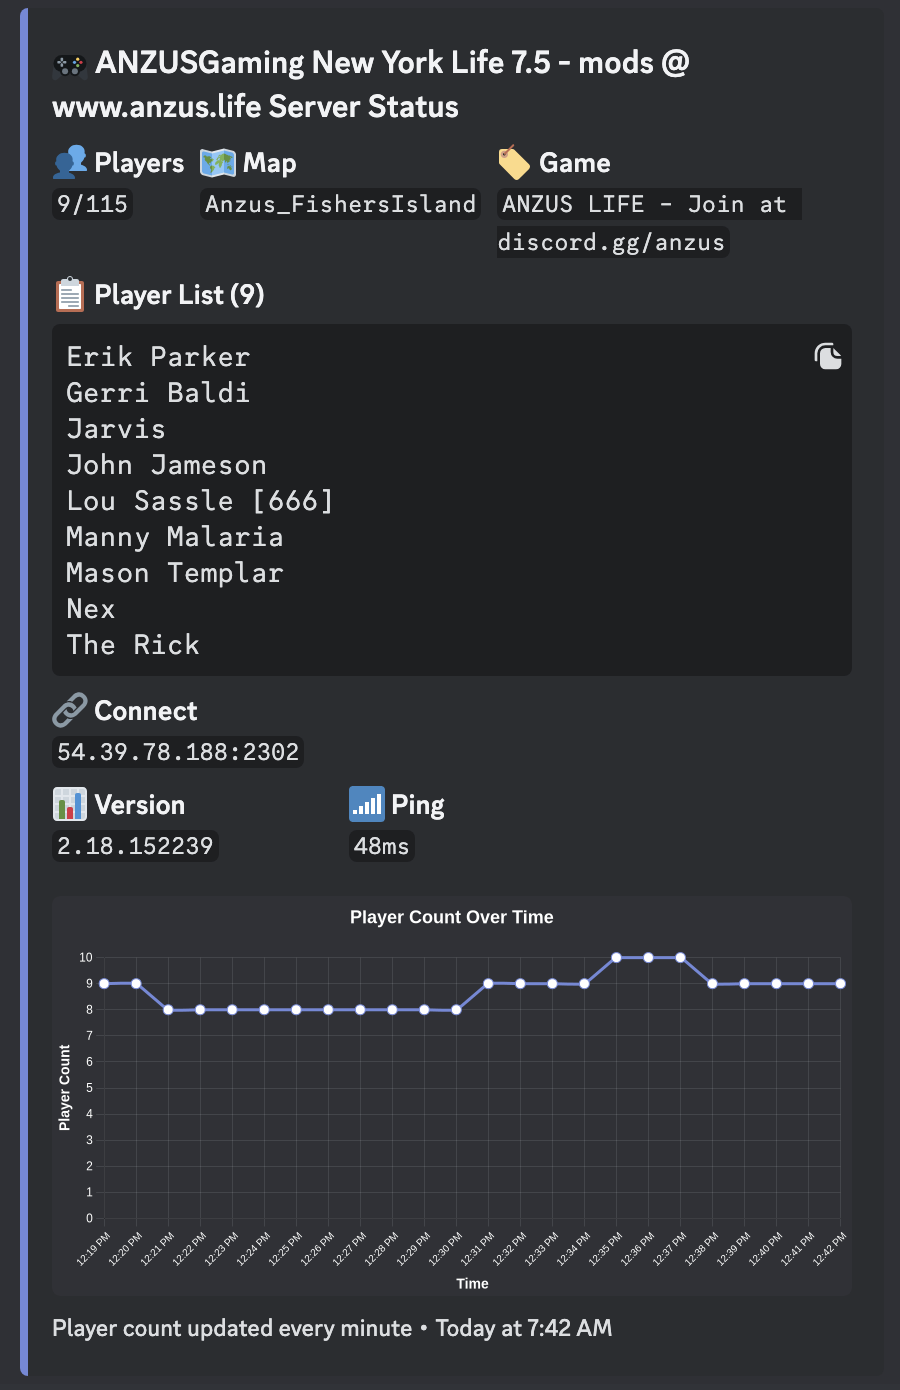 ANZUSGaming New York Life 7.5 - mods @
www.anzus.life Server Status
Players Map Game
9/115 Anzus_FishersIsland ANZUS LIFE - Join at
discord.gg/anzus
Player List (9)
Erik Parker
Gerri Baldi
Jarvis
John Jameson
Lou Sassle [666]
Manny Malaria
Mason Templar
Nex
The Rick
Connect
54.39.78.188:2302
Version Ping
2.18.152239 48ms
Player Count Over Time
10
9
8
7
6
5
4
3
2
1
0
Player Count
12:19 PM 12:20 PM 12:21 PM 12:22 PM 12:23 PM 12:24 PM 12:25 PM 12:26 PM 12:27 PM 12:28 PM 12:29 PM 12:30 PM 12:31 PM 12:32 PM 12:33 PM 12:34 PM 12:35 PM 12:36 PM 12:37 PM 12:38 PM 12:39 PM 12:40 PM 12:41 PM 12:42 PM
Time
Player count updated every minute • Today at 7:42 AM